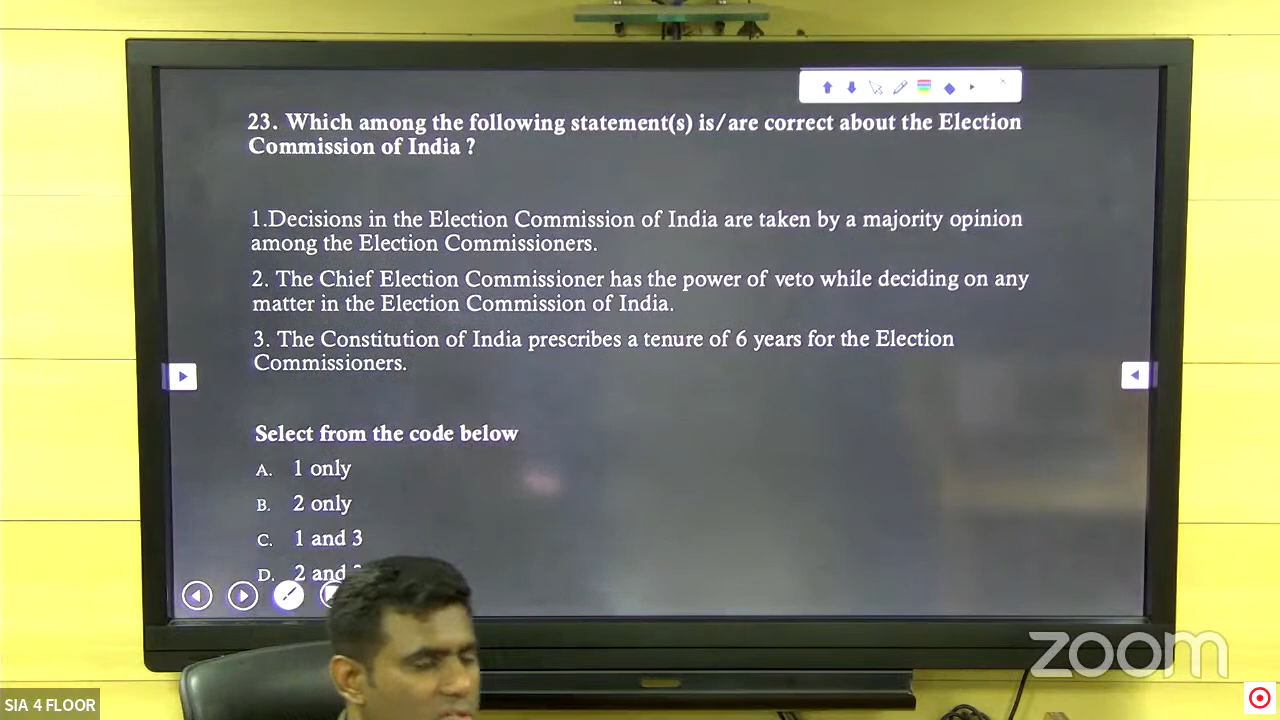 23. Which among the following statement(s) is/are correct about the Election
Commission of India ?
1.Decisions in the Election Commission of India are taken by a majority opinion
among the Election Commissioners.
2. The Chief Election Commissioner has the power of veto while deciding on any
matter in the Election Commission of India.
3. The Constitution of India prescribes a tenure of 6 years for the Election
Commissioners.
Select from the code below
A. 1 only
B. 2 only
C. 1 and 3
D. 2 and
zoom
SIA 4 FLOOR